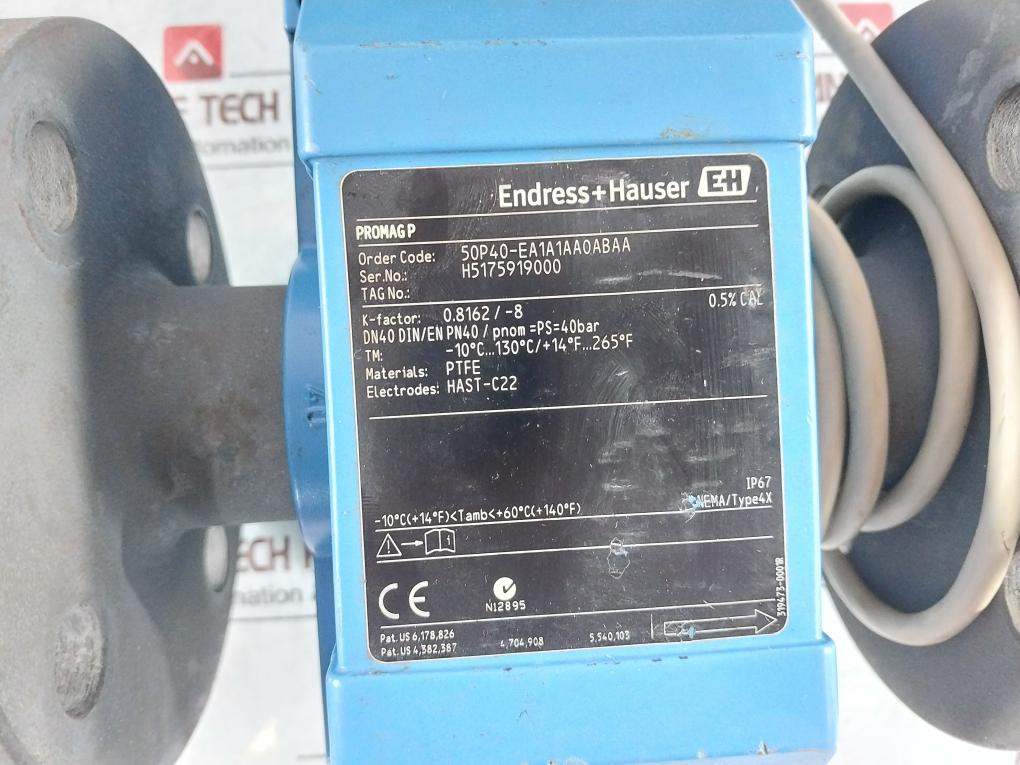 F TECH
omation
Endress+Hauser EH
PROMAG P
Order Code: 50P40-EA1A1AA0ABAA
Ser.No.: H5175919000
TAG No.:
K-factor: 0.8162 / -8 0.5% CAL
DN40 DIN/EN PN40 / pnom =PS=40bar
TM: -10°C...130°C/+14°F...265°F
Materials: PTFE
Electrodes: HAST-C22
IP67
-10°C(+14°F)<Tamb<+60°C(+140°F) NEMA/Type4X
i
CE
N12895
319473-0001R
Pat. US 6,178,826
Pat. US 4,382,387 4,704,908 5,540,103
TECH
mation